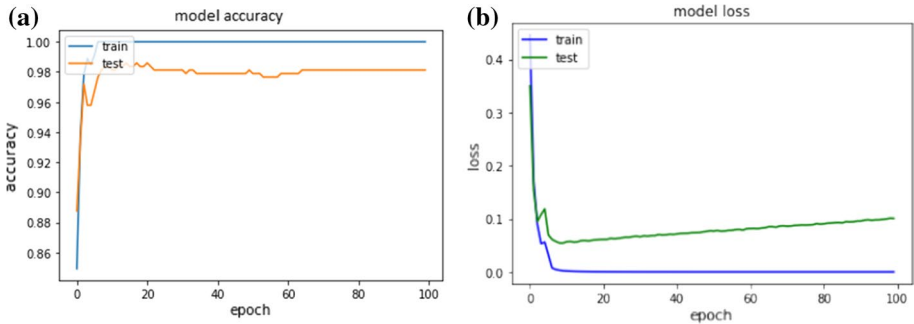 (a)
model accuracy
1.00
0.98
0.96
0.94
0.92
0.90
0.88
0.86
accuracy
train
test
0
20
40
60
80
100
epoch
(b)
model loss
0.4
0.3
0.2
0.1
0.0
loss
train
test
0
20
40
60
80
100
epoch